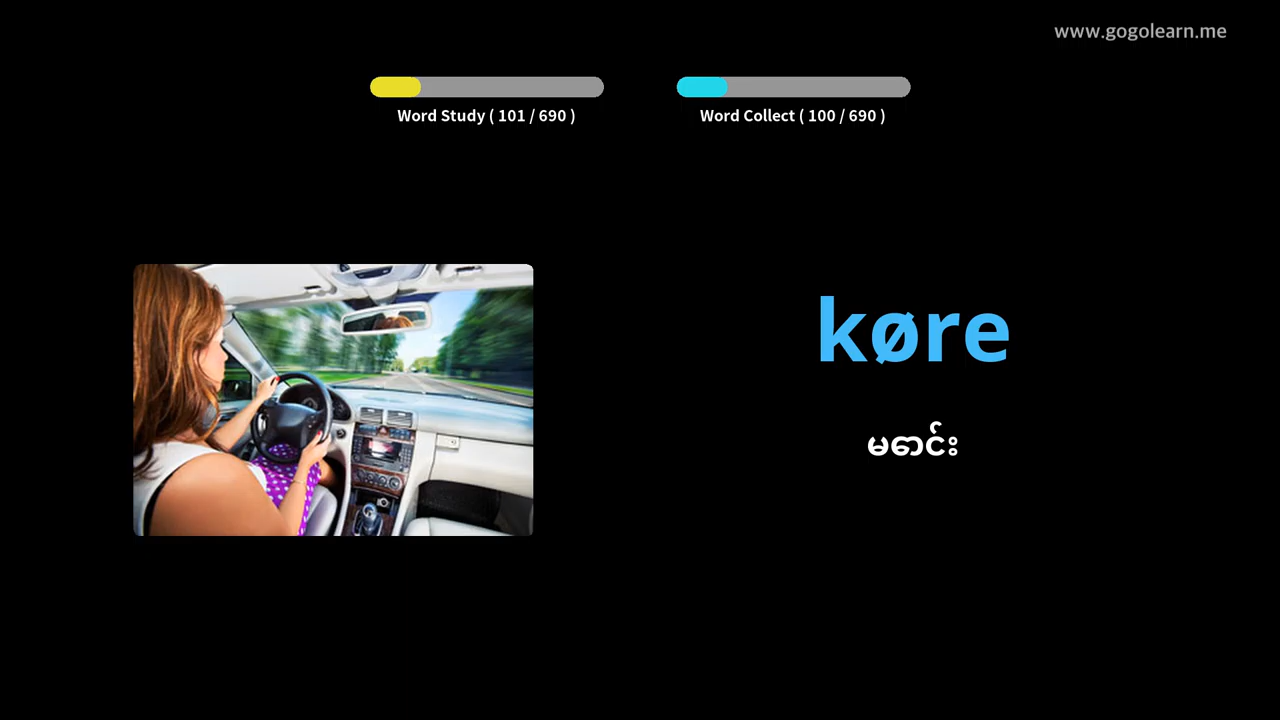 www.gogolearn.me
Word Study ( 101 / 690 )
Word Collect ( 100 / 690 )
køre
မောင်း